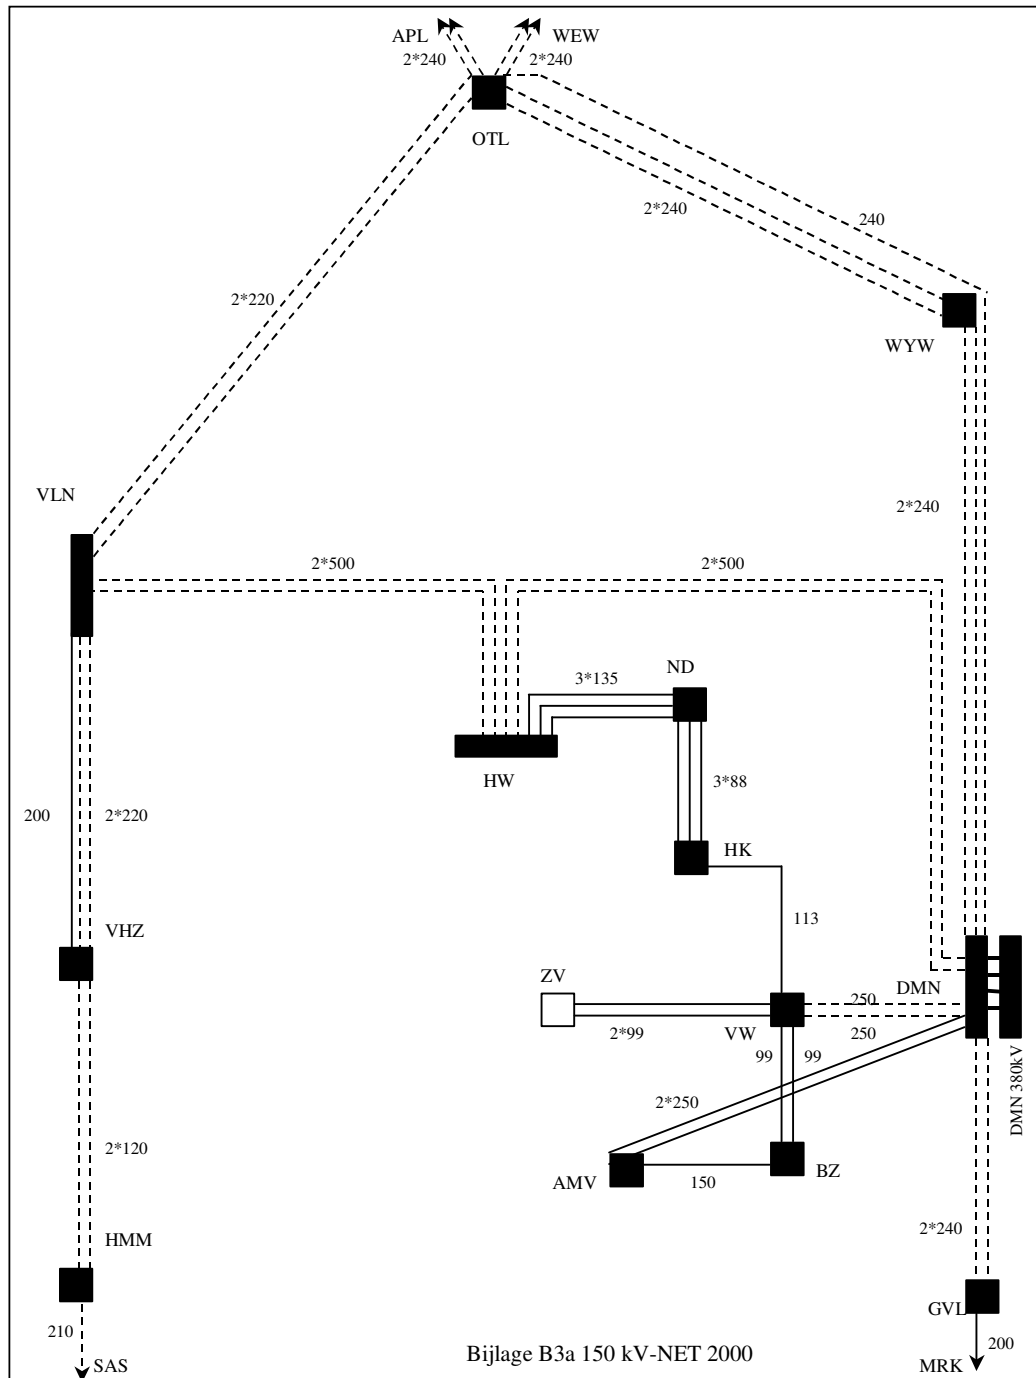 APL
WEW
2*240
2*240
OTL
240
2*240
2*220
WYW
VLN
2*240
2*500
2*500
ND
3*135
HW
3*88
200
2*220
HK
113
VHZ
ZV
DMN
250
2*99
VW
250
99
99
DMN 380kV
2*250
2*120
AMV
150
BZ
HMM
2*240
GVL
210
200
Bijlage B3a 150 kV-NET 2000
SAS
MRK